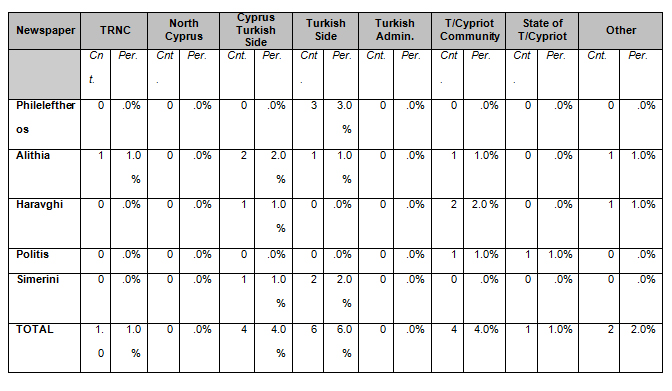 Newspaper TRNC North Cyprus Cyprus Turkish Side Turkish Side Turkish Admin. T/Cypriot Community State of T/Cypriot Other
Cnt. Per. Cnt. Per. Cnt. Per. Cnt. Per. Cnt. Per. Cnt. Per. Cnt. Per. Cnt. Per.
Phileleftheros 0 .0% 0 .0% 0 .0% 3 3.0% 0 .0% 0 .0% 0 .0% 0 .0%
Alithia 1 1.0% 0 .0% 2 2.0% 1 1.0% 0 .0% 1 1.0% 0 .0% 1 1.0%
Haravghi 0 .0% 0 .0% 1 1.0% 0 .0% 0 .0% 2 2.0% 0 .0% 1 1.0%
Politis 0 .0% 0 .0% 0 .0% 0 .0% 0 .0% 1 1.0% 1 1.0% 0 .0%
Simerini 0 .0% 0 .0% 1 1.0% 2 2.0% 0 .0% 0 .0% 0 .0% 0 .0%
TOTAL 1.0 1.0% 0 .0% 4 4.0% 6 6.0% 0 .0% 4 4.0% 1 1.0% 2 2.0%